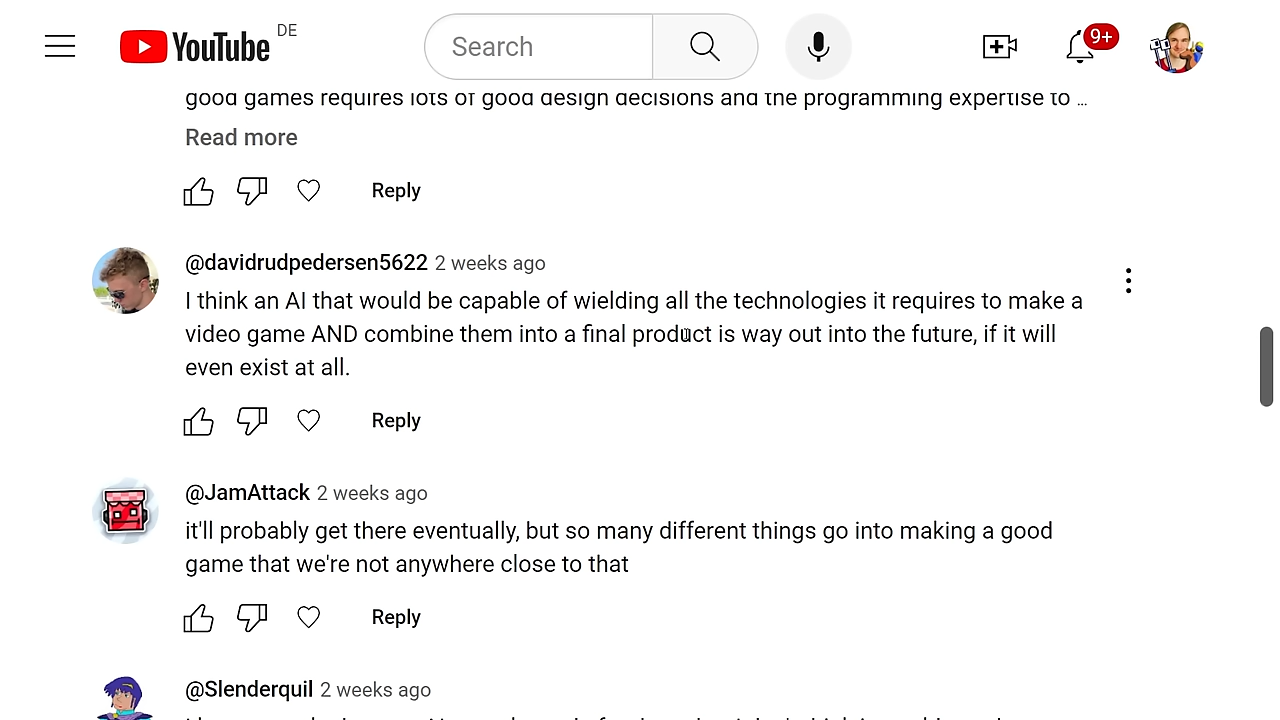 YouTube DE
Search
9+
good games requires lots of good design decisions and the programming expertise to ...
Read more
Reply
@davidrudpedersen5622 2 weeks ago
I think an AI that would be capable of wielding all the technologies it requires to make a
video game AND combine them into a final product is way out into the future, if it will
even exist at all.
Reply
@JamAttack 2 weeks ago
it'll probably get there eventually, but so many different things go into making a good
game that we're not anywhere close to that
Reply
@Slenderquil 2 weeks ago